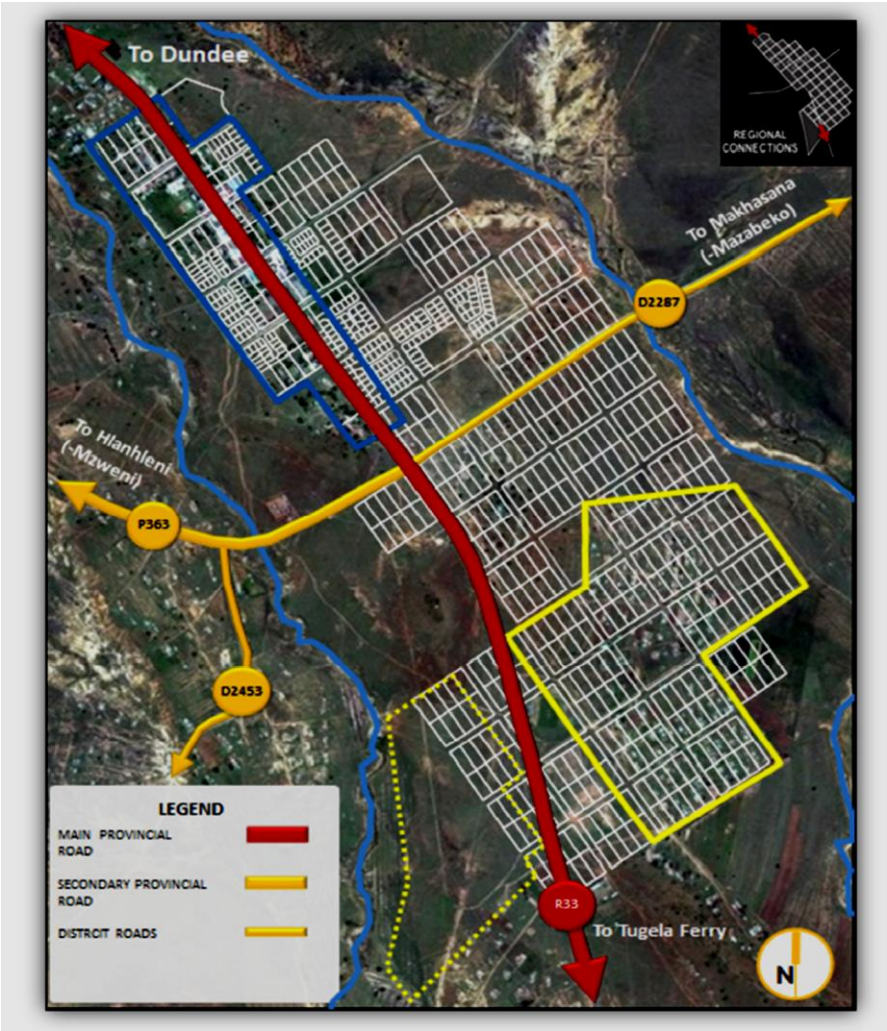 To Dundee
REGIONAL
CONNECTIONS
To Makhasana
(-Mazabeko)
D2287
To Hlanhleni
(-Mzweni)
P363
D2453
LEGEND
MAIN PROVINCIAL
ROAD
SECONDARY PROVINCIAL
ROAD
DISTRCIT ROADS
R33
To Tugela Ferry
N